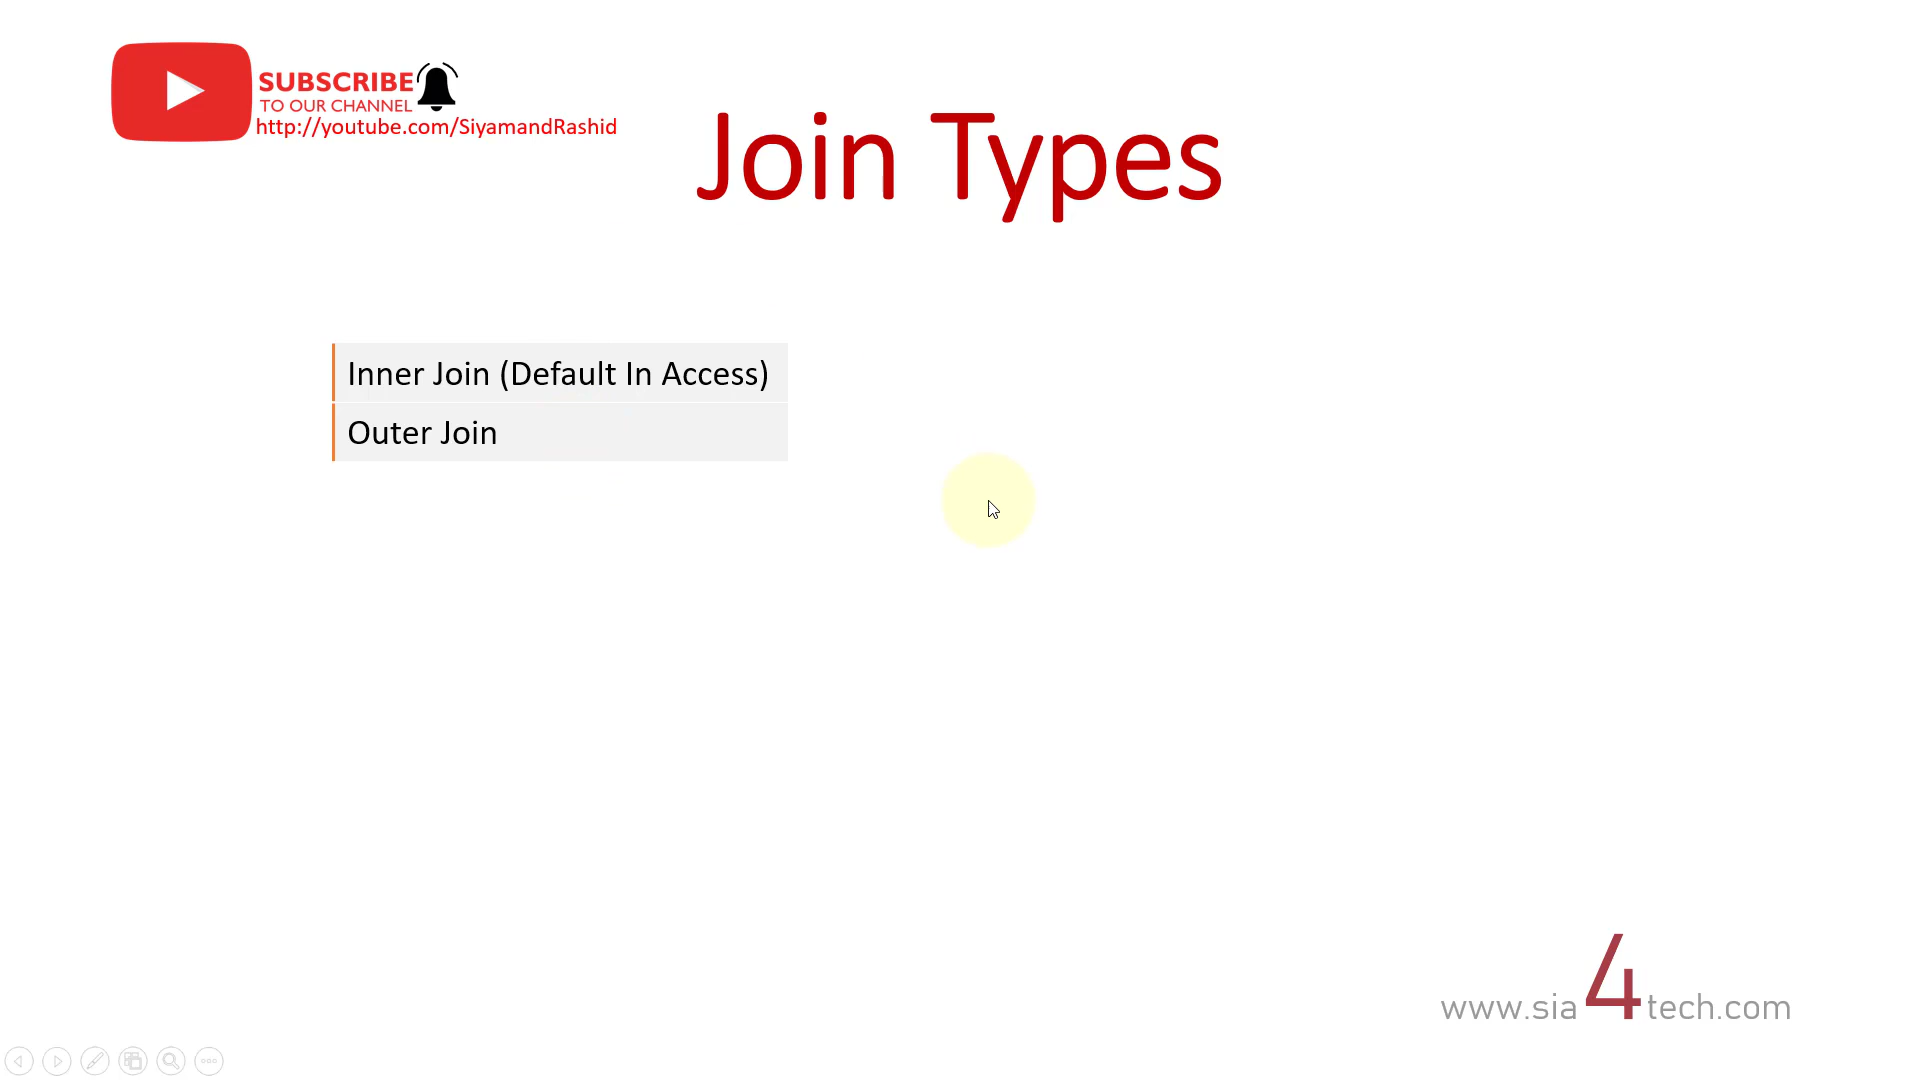 SUBSCRIBE
TO OUR CHANNEL
http://youtube.com/SiyamandRashid
Join Types
Inner Join (Default In Access)
Outer Join
www.sia4tech.com